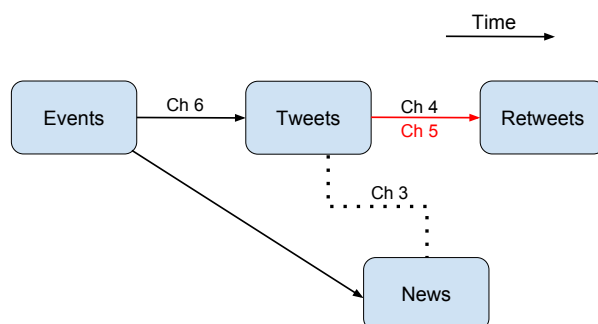 Time
Events
Ch 6
Tweets
Ch 4
Ch 5
Retweets
Ch 3
News